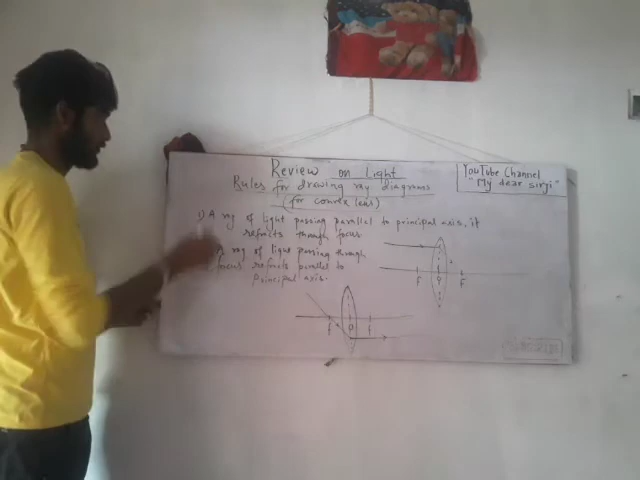 Review on Light
Rules for drawing ray diagrams
(for convex lens)
YouTube Channel
"My dear sirji"
1) A ray of light passing parallel to principal axis, it
refracts through focus
A ray of light passing through
focus refracts parallel to
principal axis.
F O F
F O F